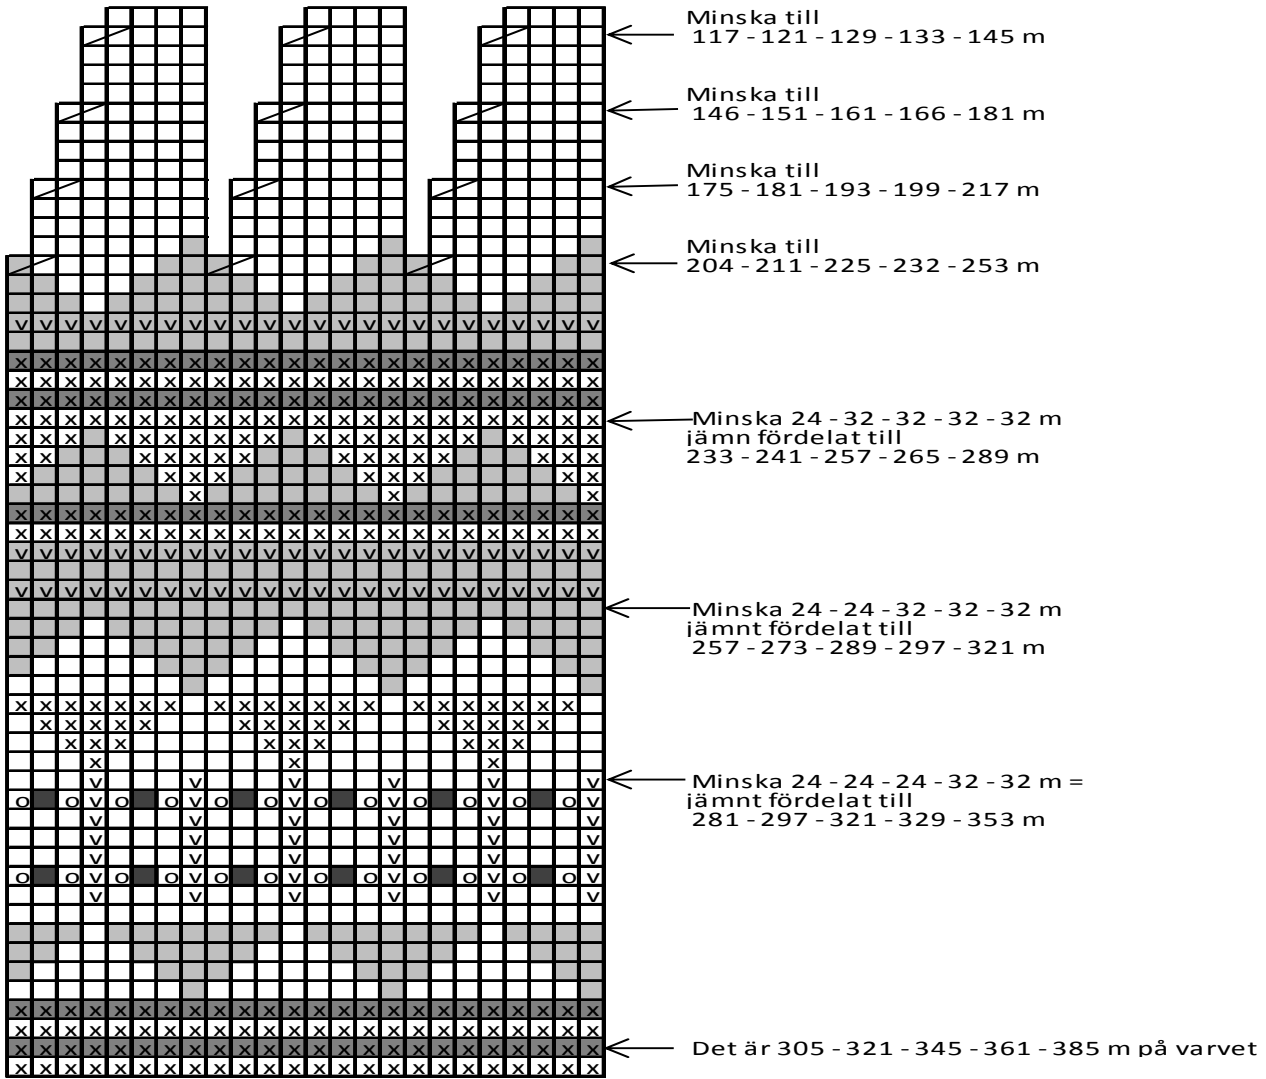 Minska till
117 - 121 - 129 - 133 - 145 m
Minska till
146 - 151 - 161 - 166 - 181 m
Minska till
175 - 181 - 193 - 199 - 217 m
Minska till
204 - 211 - 225 - 232 - 253 m
Minska 24 - 32 - 32 - 32 - 32 m
jämn fördelat till
233 - 241 - 257 - 265 - 289 m
Minska 24 - 24 - 32 - 32 - 32 m
jämnt fördelat till
257 - 273 - 289 - 297 - 321 m
Minska 24 - 24 - 24 - 32 - 32 m =
jämnt fördelat till
281 - 297 - 321 - 329 - 353 m
Det är 305 - 321 - 345 - 361 - 385 m på varvet